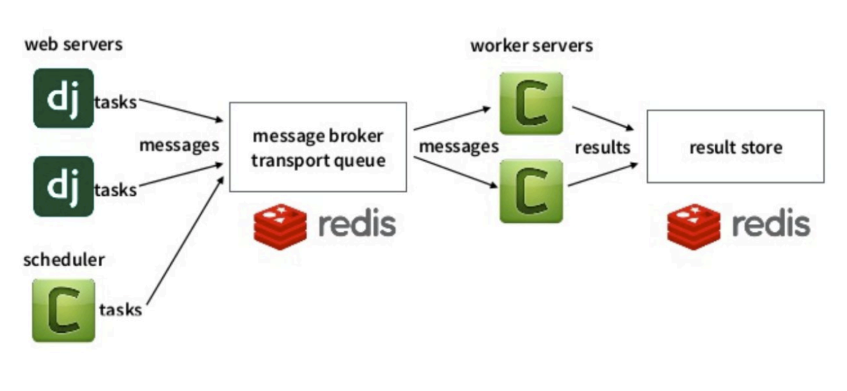 web servers
dj
tasks
dj
tasks
messages
scheduler
C
tasks
message broker
transport queue
redis
messages
worker servers
C
C
results
result store
redis